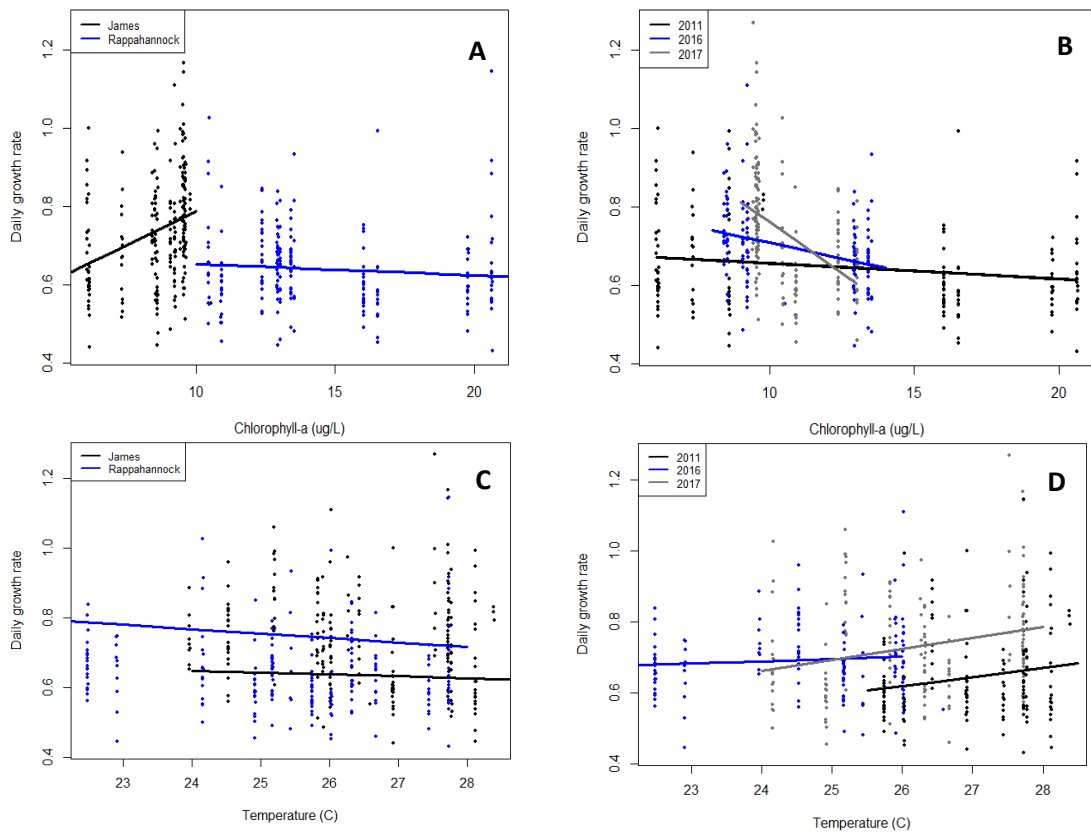 James
Rappahannock
A
Daily growth rate
0.4 0.6 0.8 1.0 1.2
10 15 20
Chlorophyll-a (ug/L)
2011
2016
2017
B
Daily growth rate
0.4 0.6 0.8 1.0 1.2
10 15 20
Chlorophyll-a (ug/L)
James
Rappahannock
C
Daily growth rate
0.4 0.6 0.8 1.0 1.2
23 24 25 26 27 28
Temperature (C)
2011
2016
2017
D
Daily growth rate
0.4 0.6 0.8 1.0 1.2
23 24 25 26 27 28
Temperature (C)